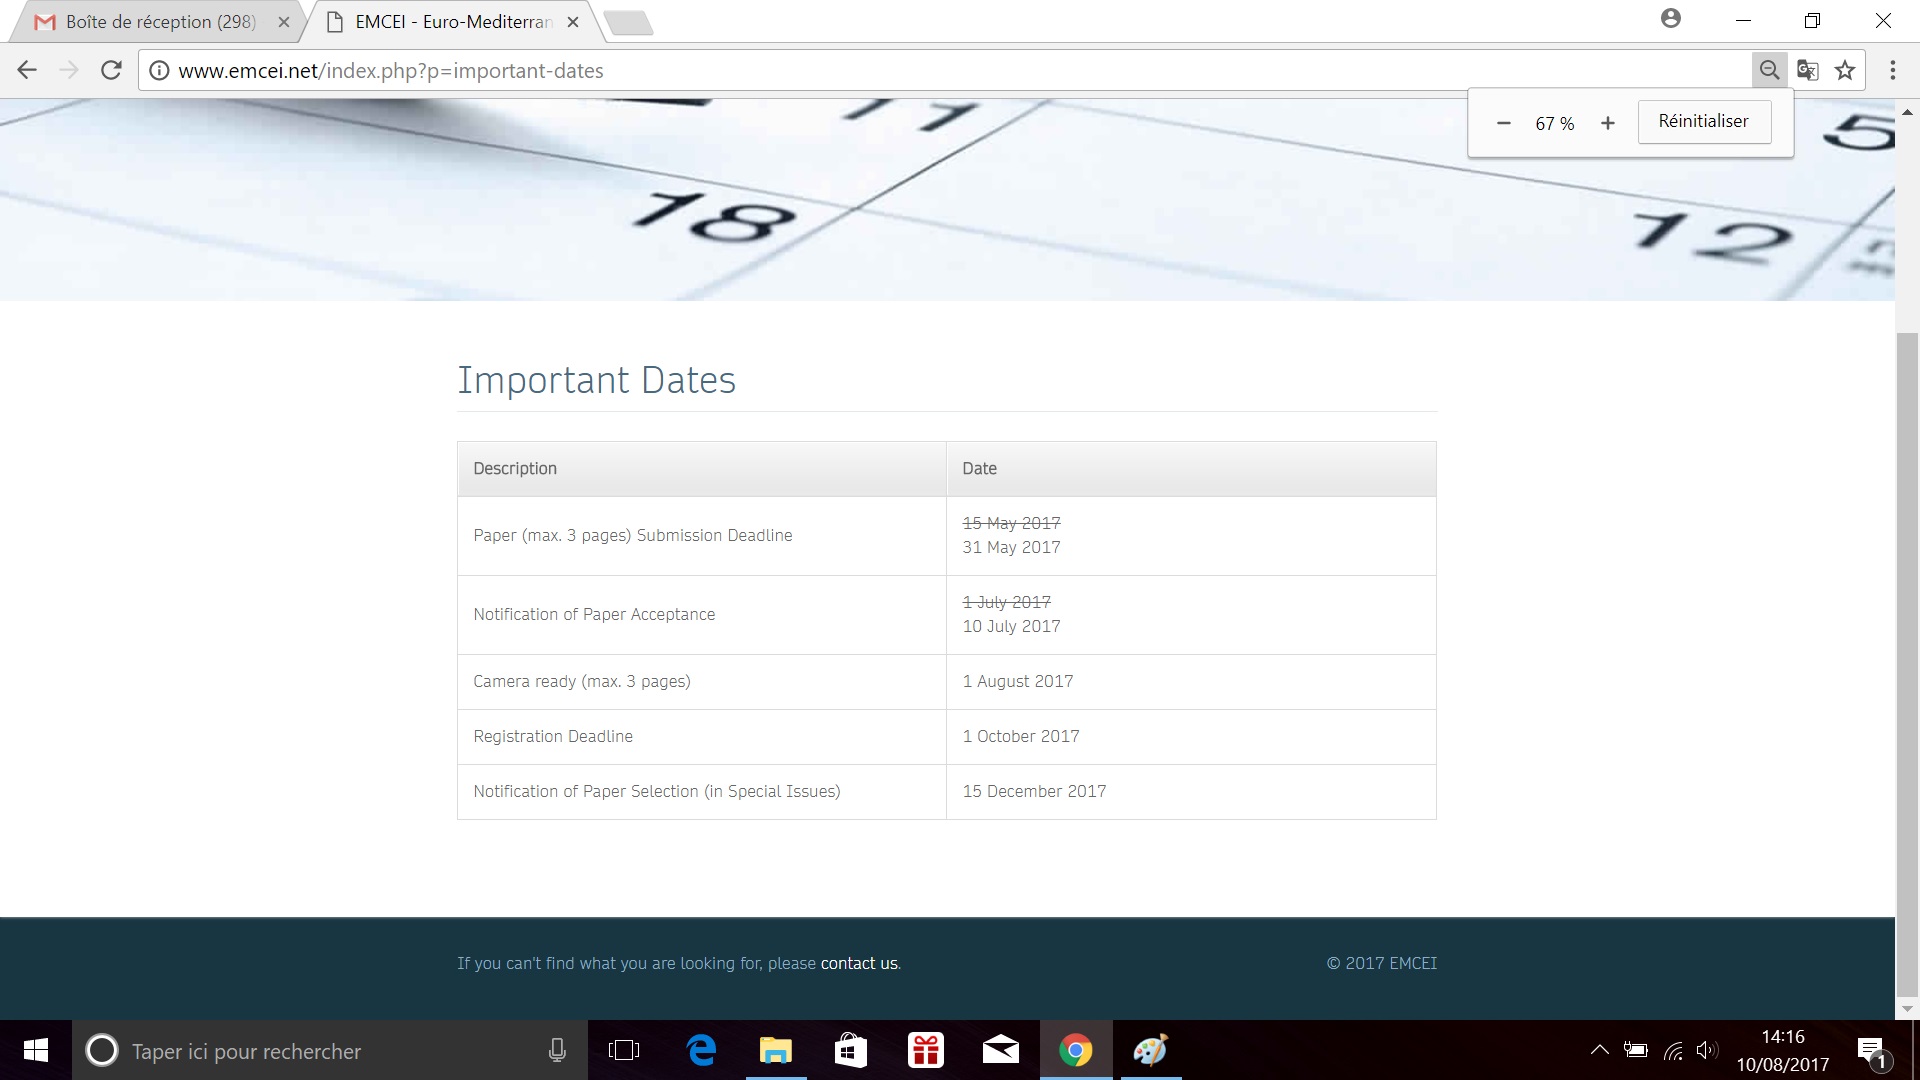 Boîte de réception (298)
EMCEI - Euro-Mediterran
www.emcei.net/index.php?p=important-dates
67 %
Réinitialiser
11
5
18
12
Important Dates
Description
Date
Paper (max. 3 pages) Submission Deadline
15 May 2017
31 May 2017
Notification of Paper Acceptance
1 July 2017
10 July 2017
Camera ready (max. 3 pages)
1 August 2017
Registration Deadline
1 October 2017
Notification of Paper Selection (in Special Issues)
15 December 2017
If you can't find what you are looking for, please contact us.
© 2017 EMCEI
Taper ici pour rechercher
14:16
10/08/2017
1